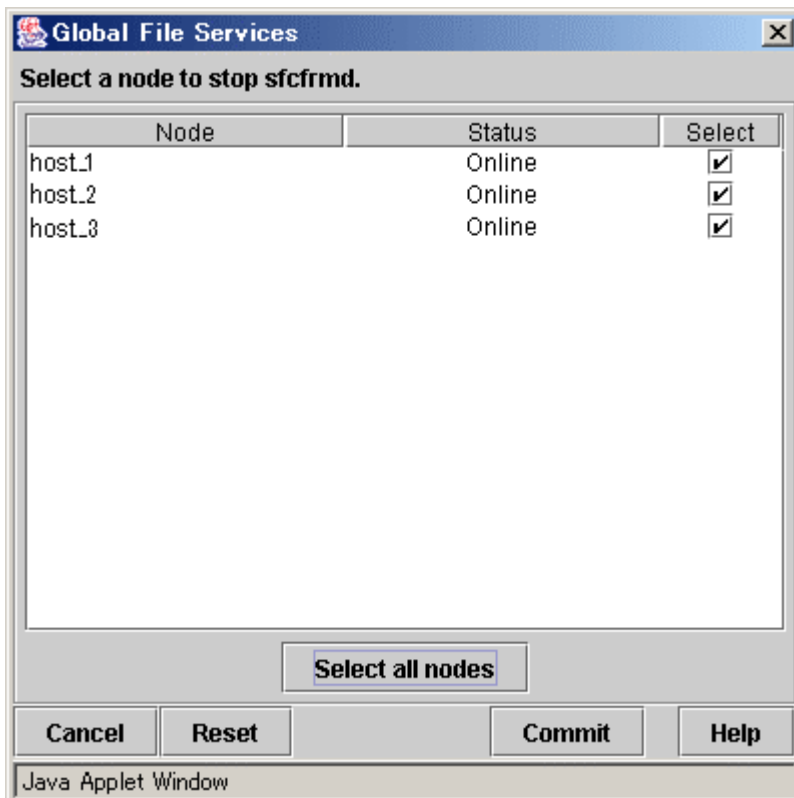 Global File Services
Select a node to stop sfcfrmd.
Node Status Select
host_1 Online
host_2 Online
host_3 Online
Select all nodes
Cancel Reset Commit Help
Java Applet Window